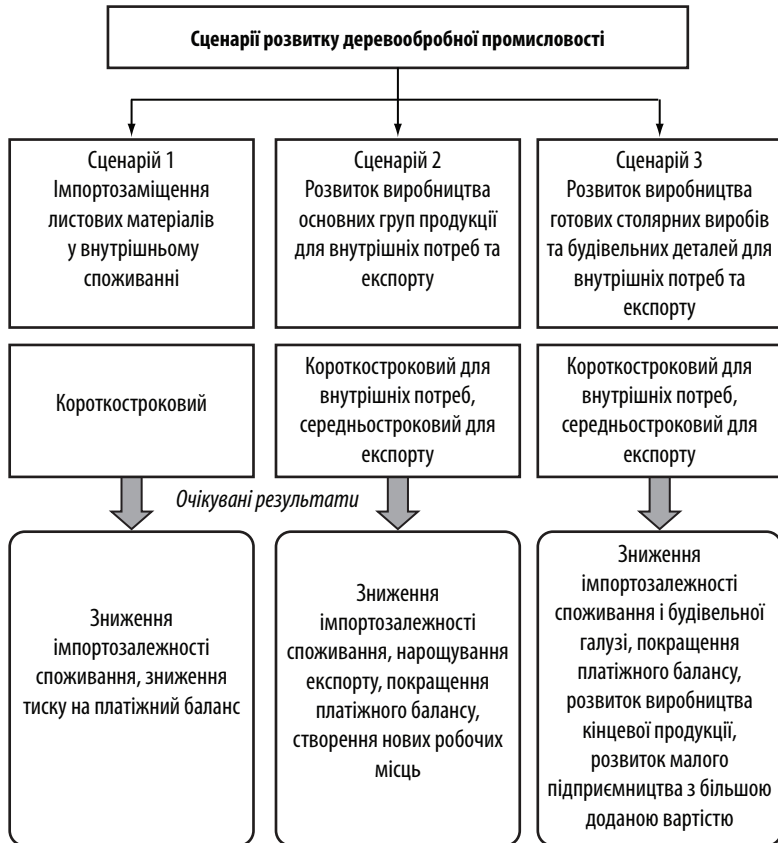 Сценарії розвитку деревообробної промисловості
Сценарій 1
Імпортозаміщення
листових матеріалів
у внутрішньому
споживанні
Сценарій 2
Розвиток виробництва
основних груп продукції
для внутрішніх потреб та
експорту
Сценарій 3
Розвиток виробництва
готових столярних виробів
та будівельних деталей для
внутрішніх потреб та
експорту
Короткостроковий
Короткостроковий для
внутрішніх потреб,
середньостроковий для
експорту
Короткостроковий для
внутрішніх потреб,
середньостроковий для
експорту
Очікувані результати
Зниження
імпортозалежності
споживання, зниження
тиску на платіжний баланс
Зниження
імпортозалежності
споживання, нарощування
експорту, покращення
платіжного балансу,
створення нових робочих
місць
Зниження
імпортозалежності
споживання і будівельної
галузі, покращення
платіжного балансу,
розвиток виробництва
кінцевої продукції,
розвиток малого
підприємництва з більшою
доданою вартістю